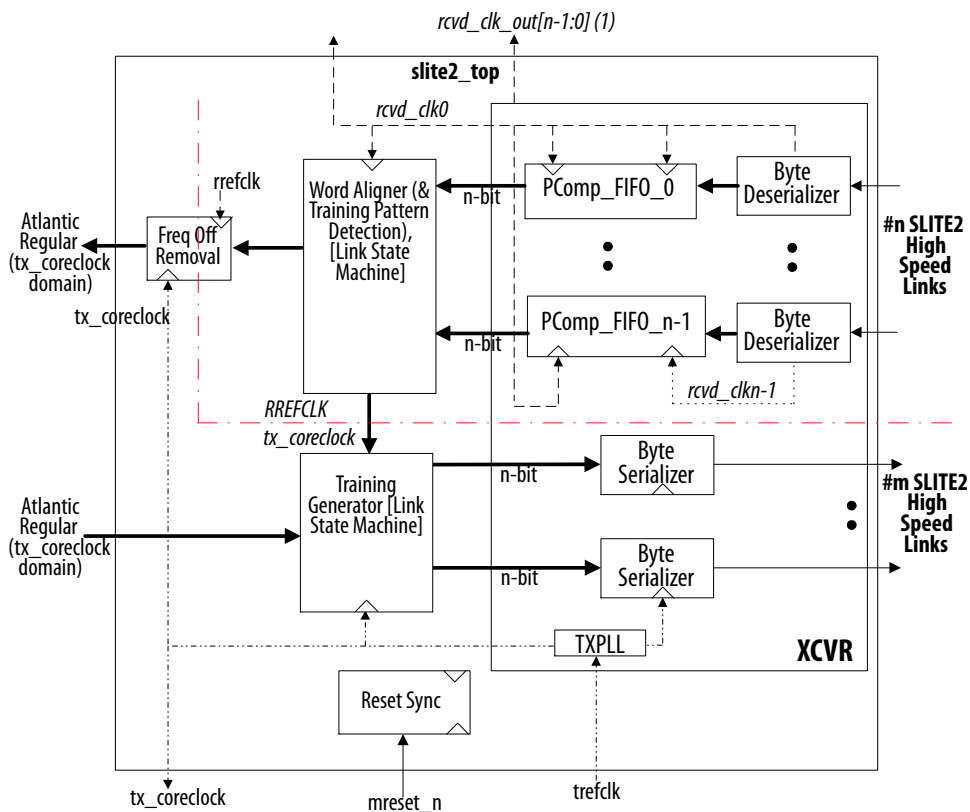 rcvd_clk_out[n-1:0] (1)
slite2_top
rcvd_clk0
rrefclk
Word Aligner (&
Training Pattern
Detection),
[Link State
Machine]
n-bit
PComp_FIFO_0
Byte
Deserializer
#n SLITE2
High
Speed
Links
Atlantic
Regular
(tx_coreclock
domain)
Freq Off
Removal
tx_coreclock
n-bit
PComp_FIFO_n-1
Byte
Deserializer
rcvd_clkn-1
RREFCLK
tx_coreclock
Training
Generator [Link
State Machine]
n-bit
Byte
Serializer
#m SLITE2
High
Speed
Links
Atlantic
Regular
(tx_coreclock
domain)
n-bit
Byte
Serializer
TXPLL
XCVR
Reset Sync
tx_coreclock
mreset_n
trefclk